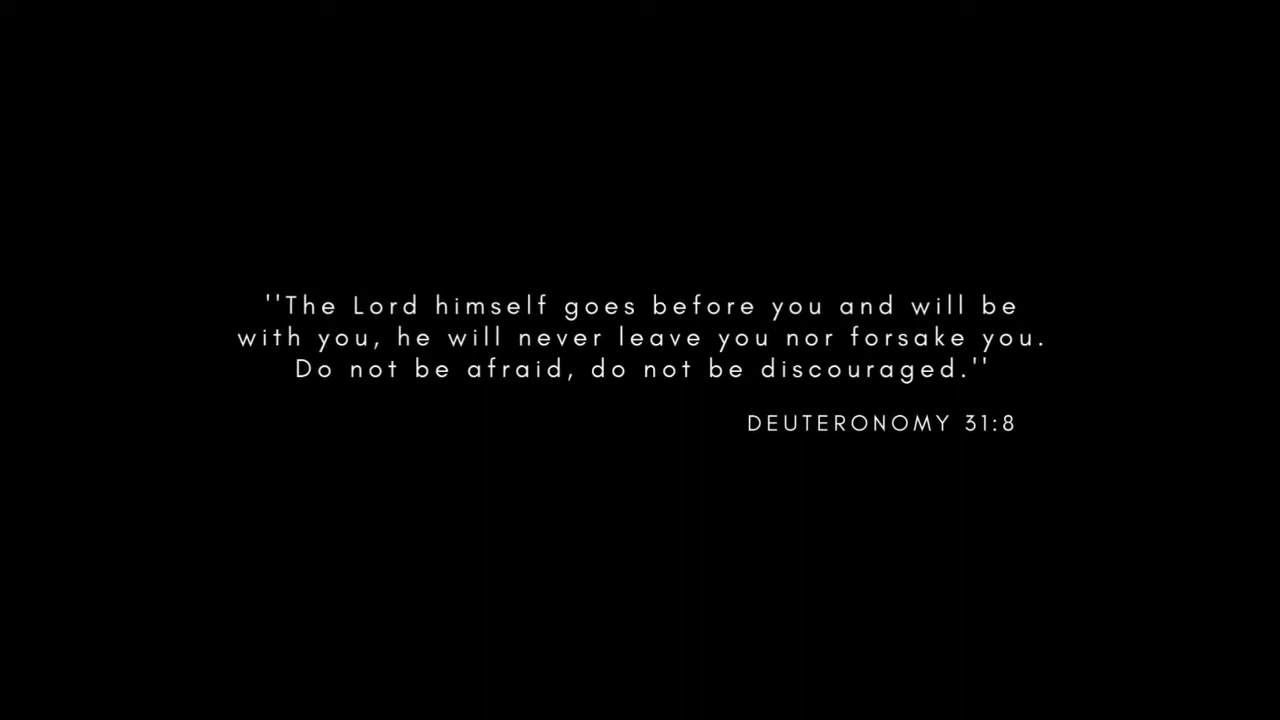 ''The Lord himself goes before you and will be
with you, he will never leave you nor forsake you.
Do not be afraid, do not be discouraged.''
DEUTERONOMY 31:8